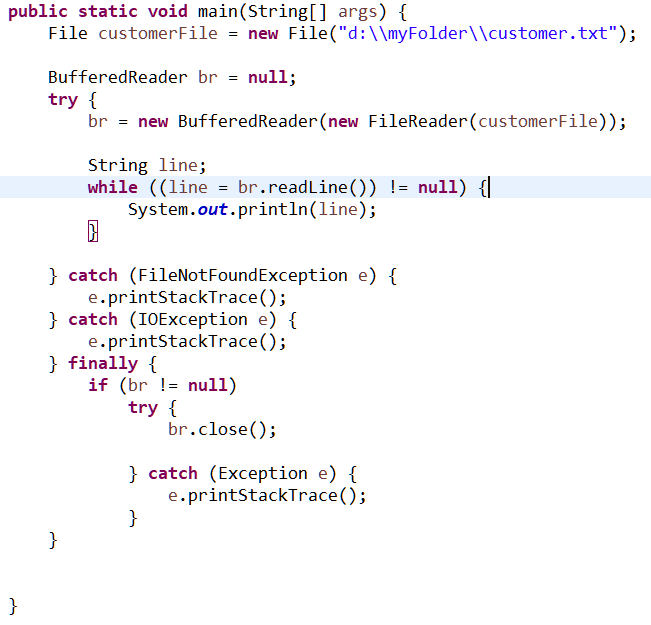 public static void main(String[] args) {
    File customerFile = new File("d:\\myFolder\\customer.txt");

    BufferedReader br = null;
    try {
        br = new BufferedReader(new FileReader(customerFile));

        String line;
        while ((line = br.readLine()) != null) {
            System.out.println(line);
        }

    } catch (FileNotFoundException e) {
        e.printStackTrace();
    } catch (IOException e) {
        e.printStackTrace();
    } finally {
        if (br != null)
            try {
                br.close();

            } catch (Exception e) {
                e.printStackTrace();
            }
    }


}